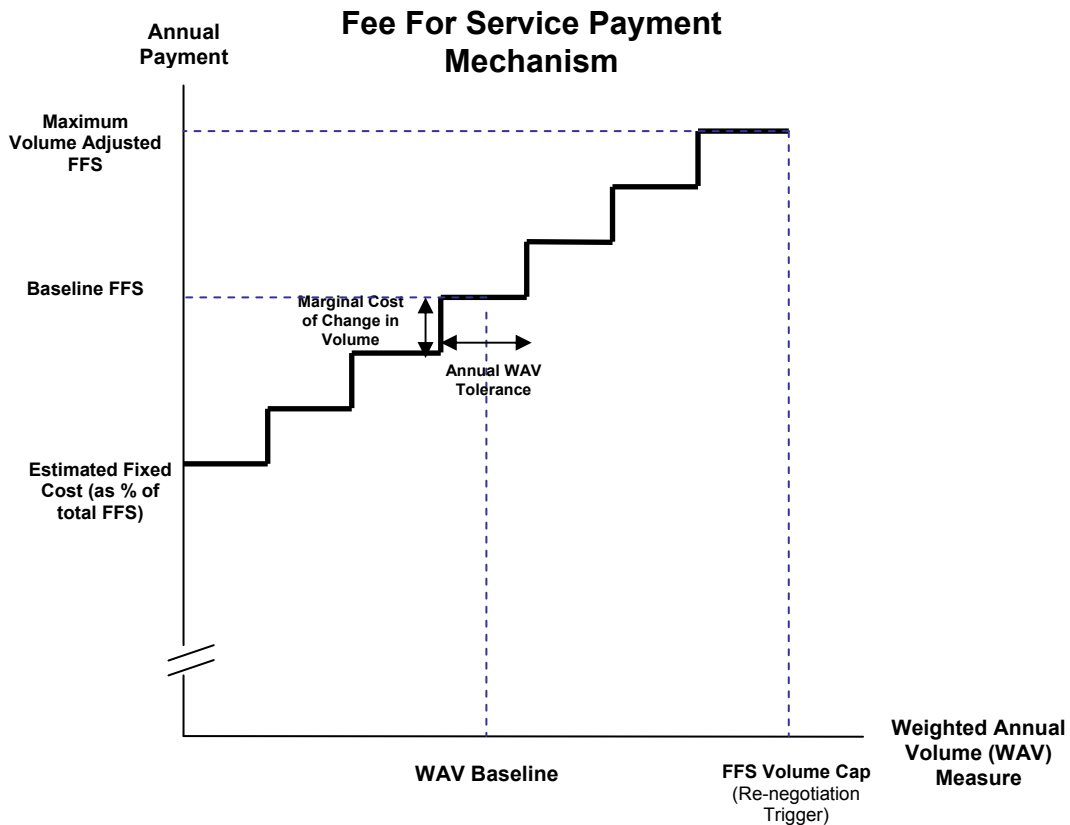 Fee For Service Payment
Mechanism
Annual
Payment
Maximum
Volume Adjusted
FFS
Baseline FFS
Marginal Cost
of Change in
Volume
Annual WAV
Tolerance
Estimated Fixed
Cost (as % of
total FFS)
Weighted Annual
Volume (WAV)
Measure
WAV Baseline
FFS Volume Cap
(Re-negotiation
Trigger)